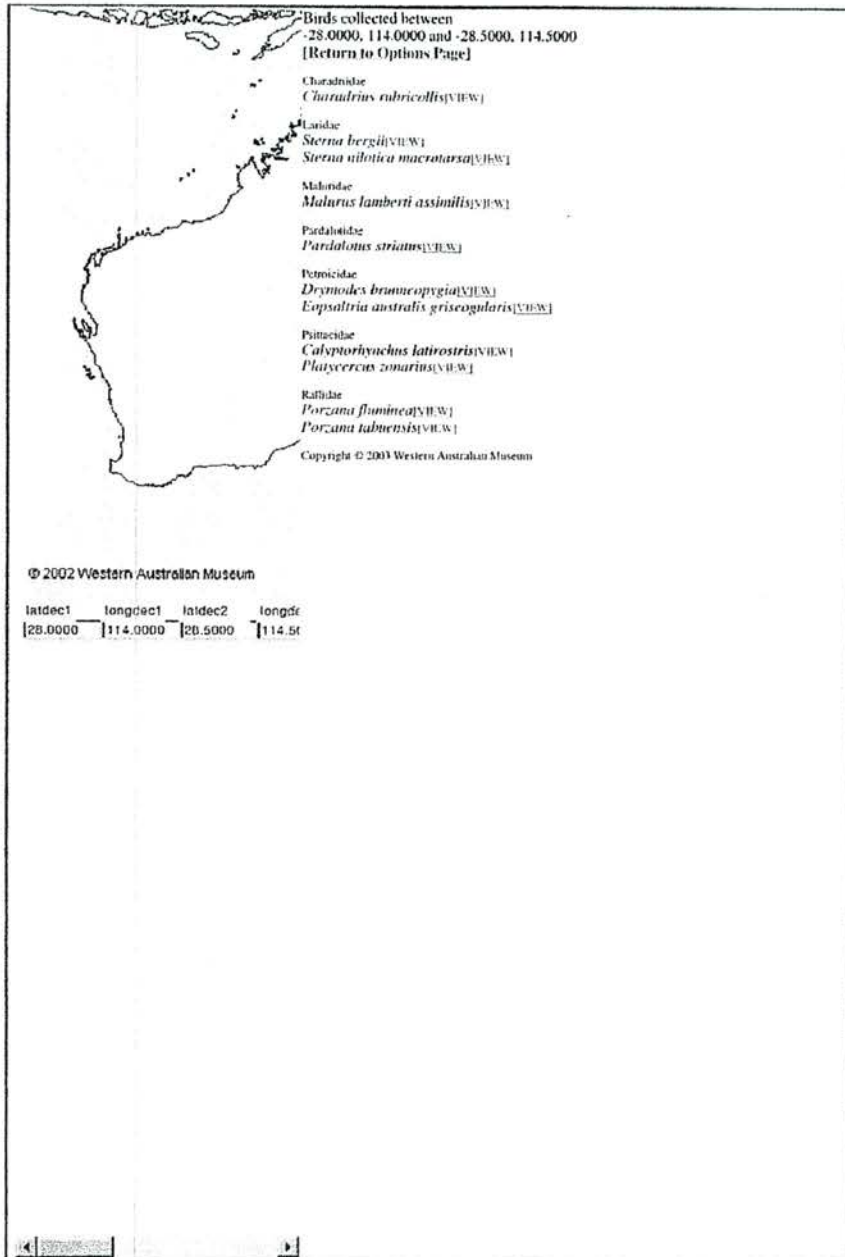 Birds collected between
-28.0000, 114.0000 and -28.5000, 114.5000
[Return to Options Page]
Charadriidae
Charadrius rubricollis[VIEW]
Laridae
Sterna bergii[VIEW]
Sterna nilotica macrotarsa[VIEW]
Maluridae
Malurus lamberti assimilis[VIEW]
Pardalotidae
Pardalotus striatus[VIEW]
Petroicidae
Drymodes brunneopygia[VIEW]
Eopsaltria australis griseogularis[VIEW]
Psittacidae
Calyptorhynchus latirostris[VIEW]
Platycercus zonarius[VIEW]
Rallidae
Porzana fluminea[VIEW]
Porzana tabuensis[VIEW]
Copyright © 2003 Western Australian Museum
© 2002 Western Australian Museum
latdec1 longdec1 latdec2 longde
28.0000 114.0000 28.5000 114.50